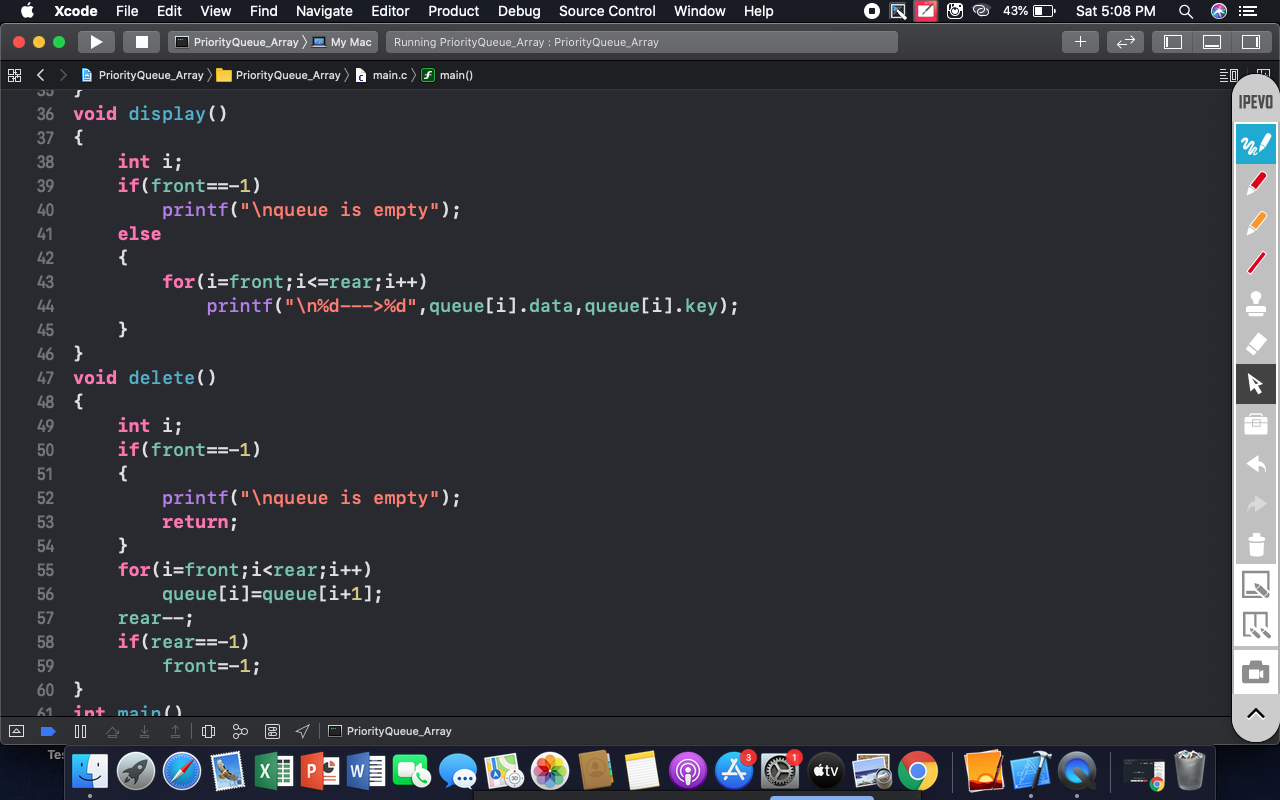 Xcode File Edit View Find Navigate Editor Product Debug Source Control Window Help 43% Sat 5:08 PM
PriorityQueue_Array My Mac Running PriorityQueue_Array : PriorityQueue_Array
PriorityQueue_Array PriorityQueue_Array main.c main()
IPEVO
35 }
36 void display()
37 {
38 int i;
39 if(front==-1)
40 printf("\nqueue is empty");
41 else
42 {
43 for(i=front;i<=rear;i++)
44 printf("\n%d--->%d",queue[i].data,queue[i].key);
45 }
46 }
47 void delete()
48 {
49 int i;
50 if(front==-1)
51 {
52 printf("\nqueue is empty");
53 return;
54 }
55 for(i=front;i<rear;i++)
56 queue[i]=queue[i+1];
57 rear--;
58 if(rear==-1)
59 front=-1;
60 }
61 int main()
PriorityQueue_Array
3
1
tv